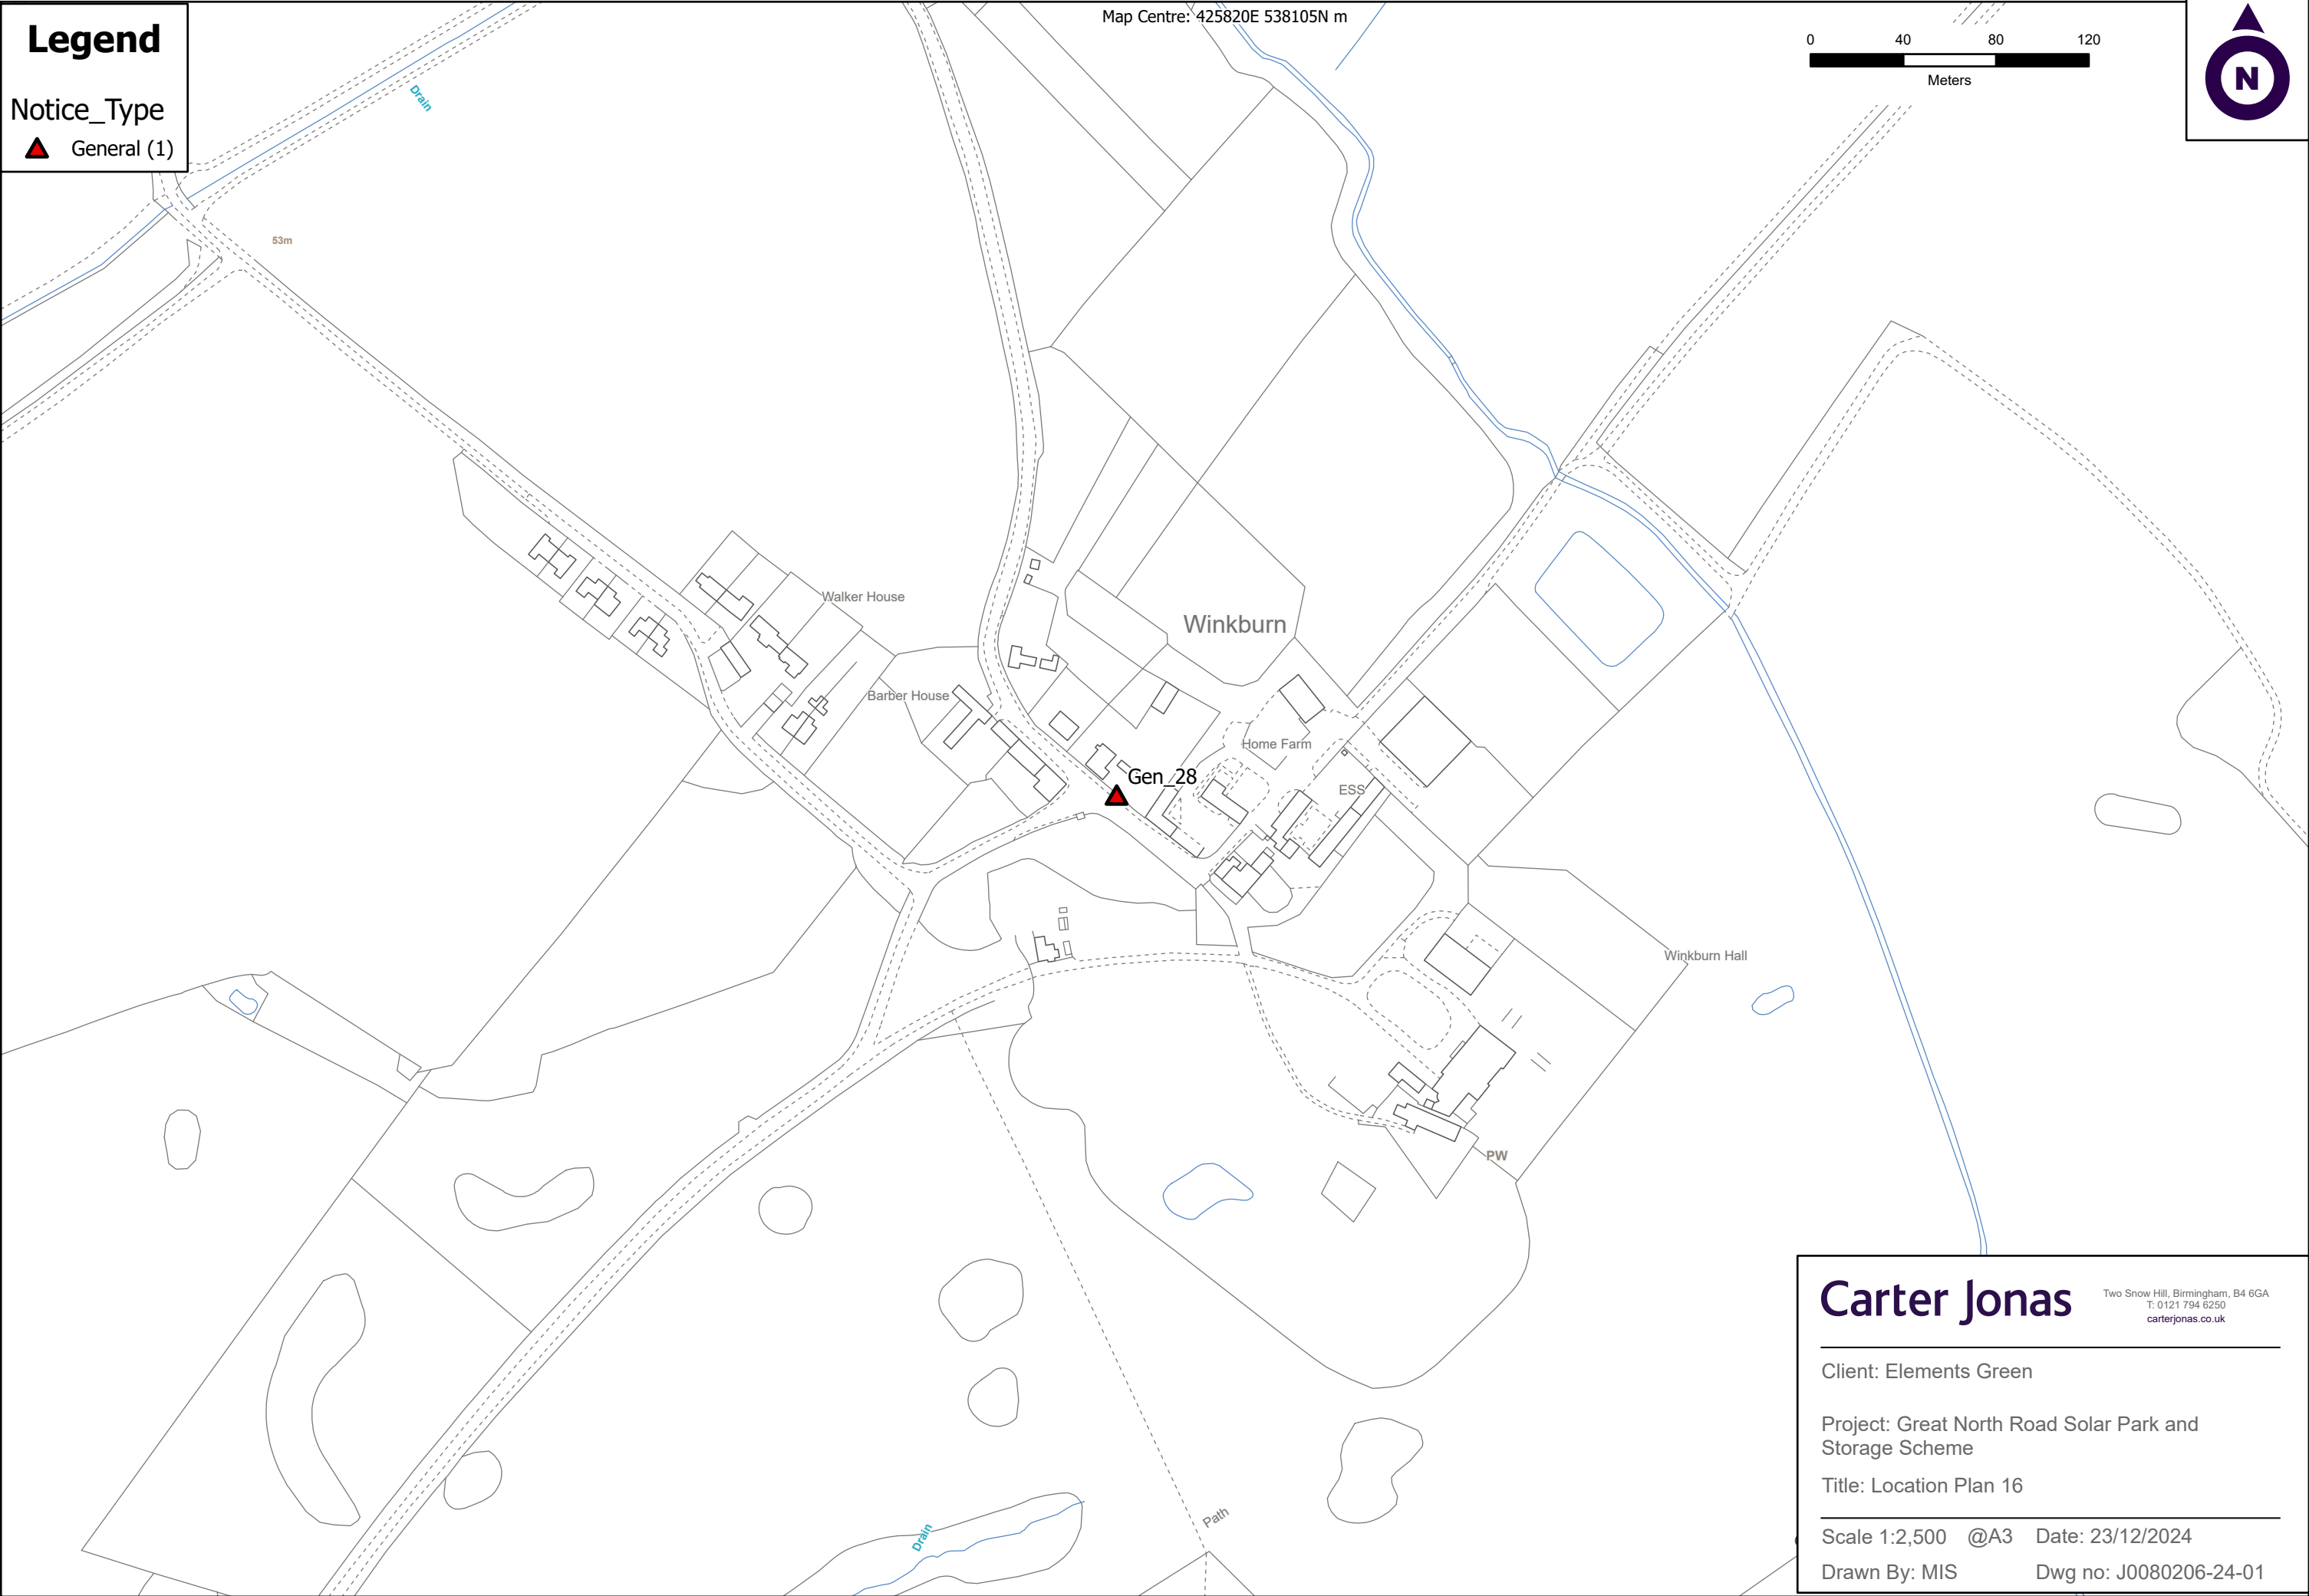 Map Centre: 425820E 538105N m
Legend
Notice_Type
General (1)
0 40 80 120
Meters
N
Drain
53m
Walker House
Winkburn
Barber House
Home Farm
Gen_28
ESS
Winkburn Hall
PW
Path
Drain
Carter Jonas
Two Snow Hill, Birmingham, B4 6GA
T: 0121 794 6250
carterjonas.co.uk
Client: Elements Green
Project: Great North Road Solar Park and
Storage Scheme
Title: Location Plan 16
Scale 1:2,500 @A3 Date: 23/12/2024
Drawn By: MIS Dwg no: J0080206-24-01